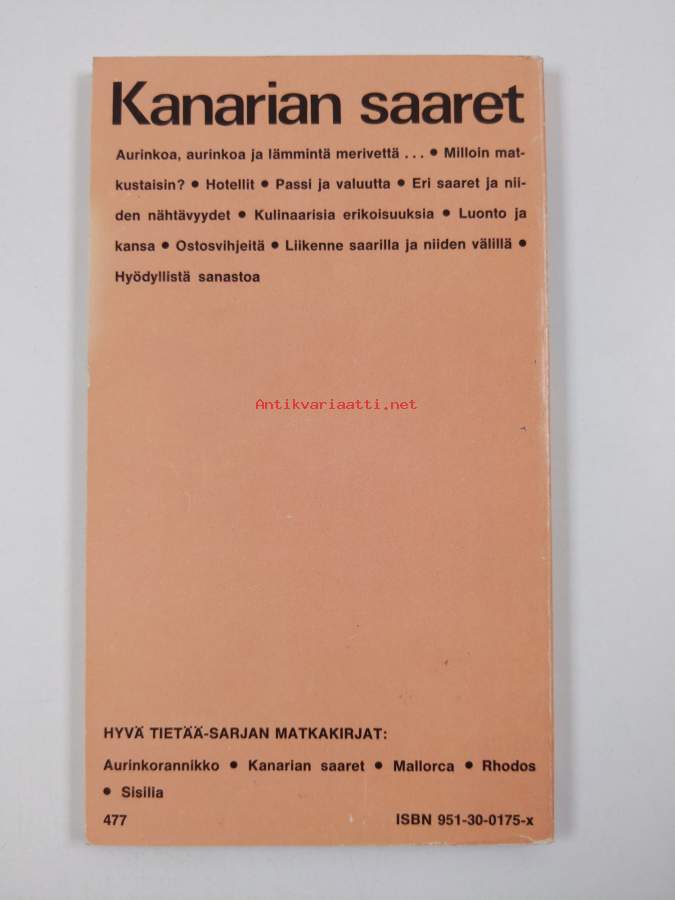 Kanarian saaret
Aurinkoa, aurinkoa ja lämmintä merivettä . . . ● Milloin mat-
kustaisin? ● Hotellit ● Passi ja valuutta ● Eri saaret ja nii-
den nähtävyydet ● Kulinaarisia erikoisuuksia ● Luonto ja
kansa ● Ostosvihjeitä ● Liikenne saarilla ja niiden välillä ●
Hyödyllistä sanastoa
Antikvariaatti.net
HYVÄ TIETÄÄ-SARJAN MATKAKIRJAT:
Aurinkorannikko ● Kanarian saaret ● Mallorca ● Rhodos
● Sisilia
477 ISBN 951-30-0175-x